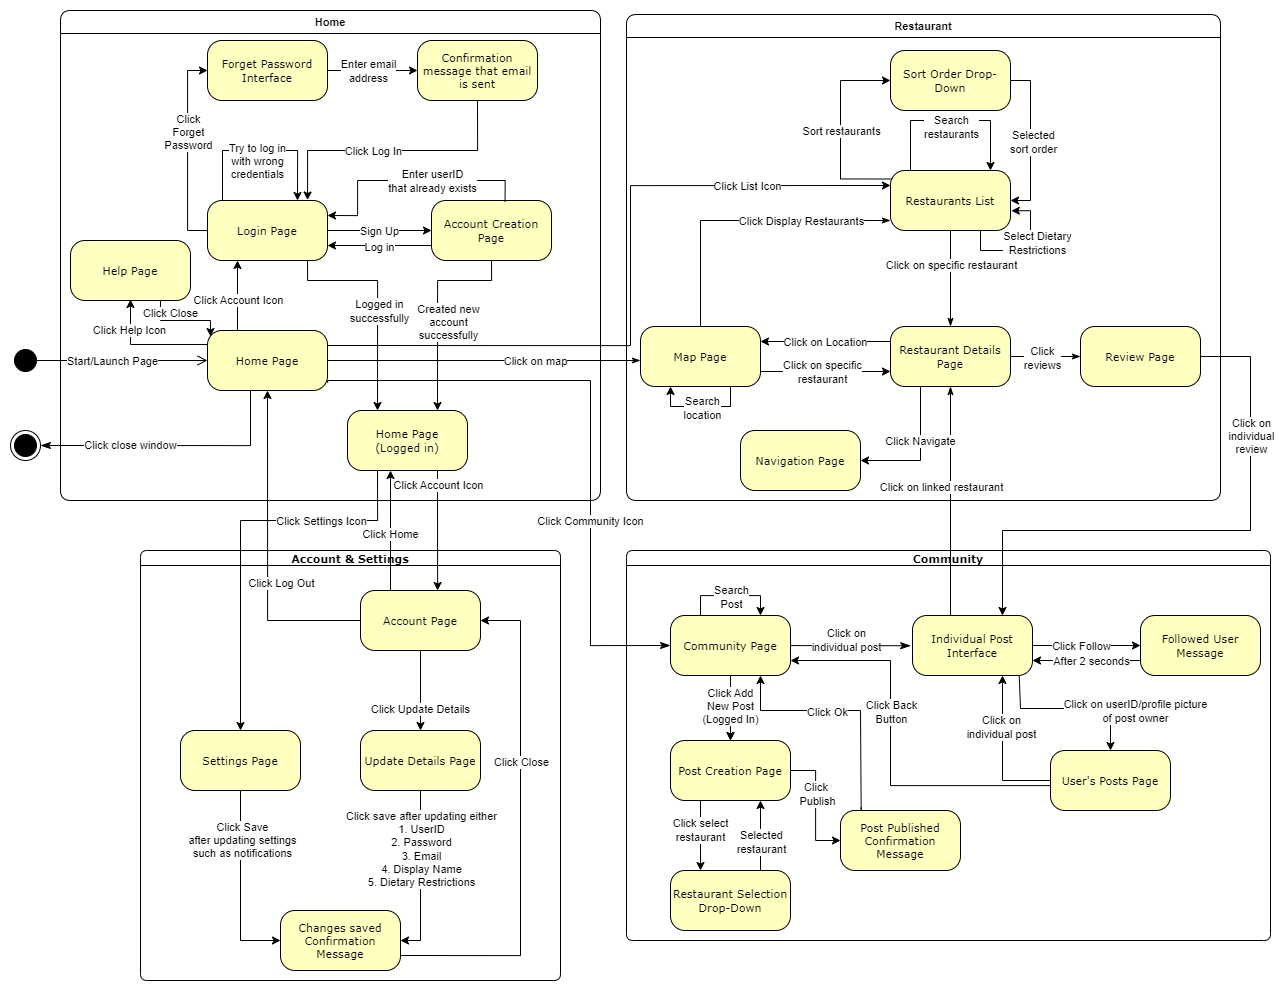 Home
Forget Password
Interface
Enter email
address
Confirmation
message that email
is sent
Click
Forget
Password
Try to log in
with wrong
credentials
Click Log In
Enter userID
that already exists
Login Page
Sign Up
Log in
Account Creation
Page
Help Page
Click Account Icon
Click Close
Click Help Icon
Logged in
successfully
Created new
account
successfully
Start/Launch Page
Home Page
Click on map
Click close window
Home Page
(Logged in)
Click Account Icon
Click Settings Icon
Click Home
Click Community Icon
Restaurant
Sort Order Drop-
Down
Sort restaurants
Search
restaurants
Selected
sort order
Click List Icon
Restaurants List
Click Display Restaurants
Select Dietary
Restrictions
Click on specific restaurant
Map Page
Click on Location
Click on specific
restaurant
Restaurant Details
Page
Click
reviews
Review Page
Search
location
Click Navigate
Navigation Page
Click on
individual
review
Click on linked restaurant
Account & Settings
Click Log Out
Account Page
Click Update Details
Settings Page
Update Details Page
Click Close
Click Save
after updating settings
such as notifications
Click save after updating either
1. UserID
2. Password
3. Email
4. Display Name
5. Dietary Restrictions
Changes saved
Confirmation
Message
Community
Search
Post
Community Page
Click on
individual post
Individual Post
Interface
Click Follow
After 2 seconds
Followed User
Message
Click Add
New Post
(Logged In)
Click Ok
Click Back
Button
Click on
individual post
Click on userID/profile picture
of post owner
Post Creation Page
Click
Publish
User's Posts Page
Click select
restaurant
Selected
restaurant
Post Published
Confirmation
Message
Restaurant Selection
Drop-Down